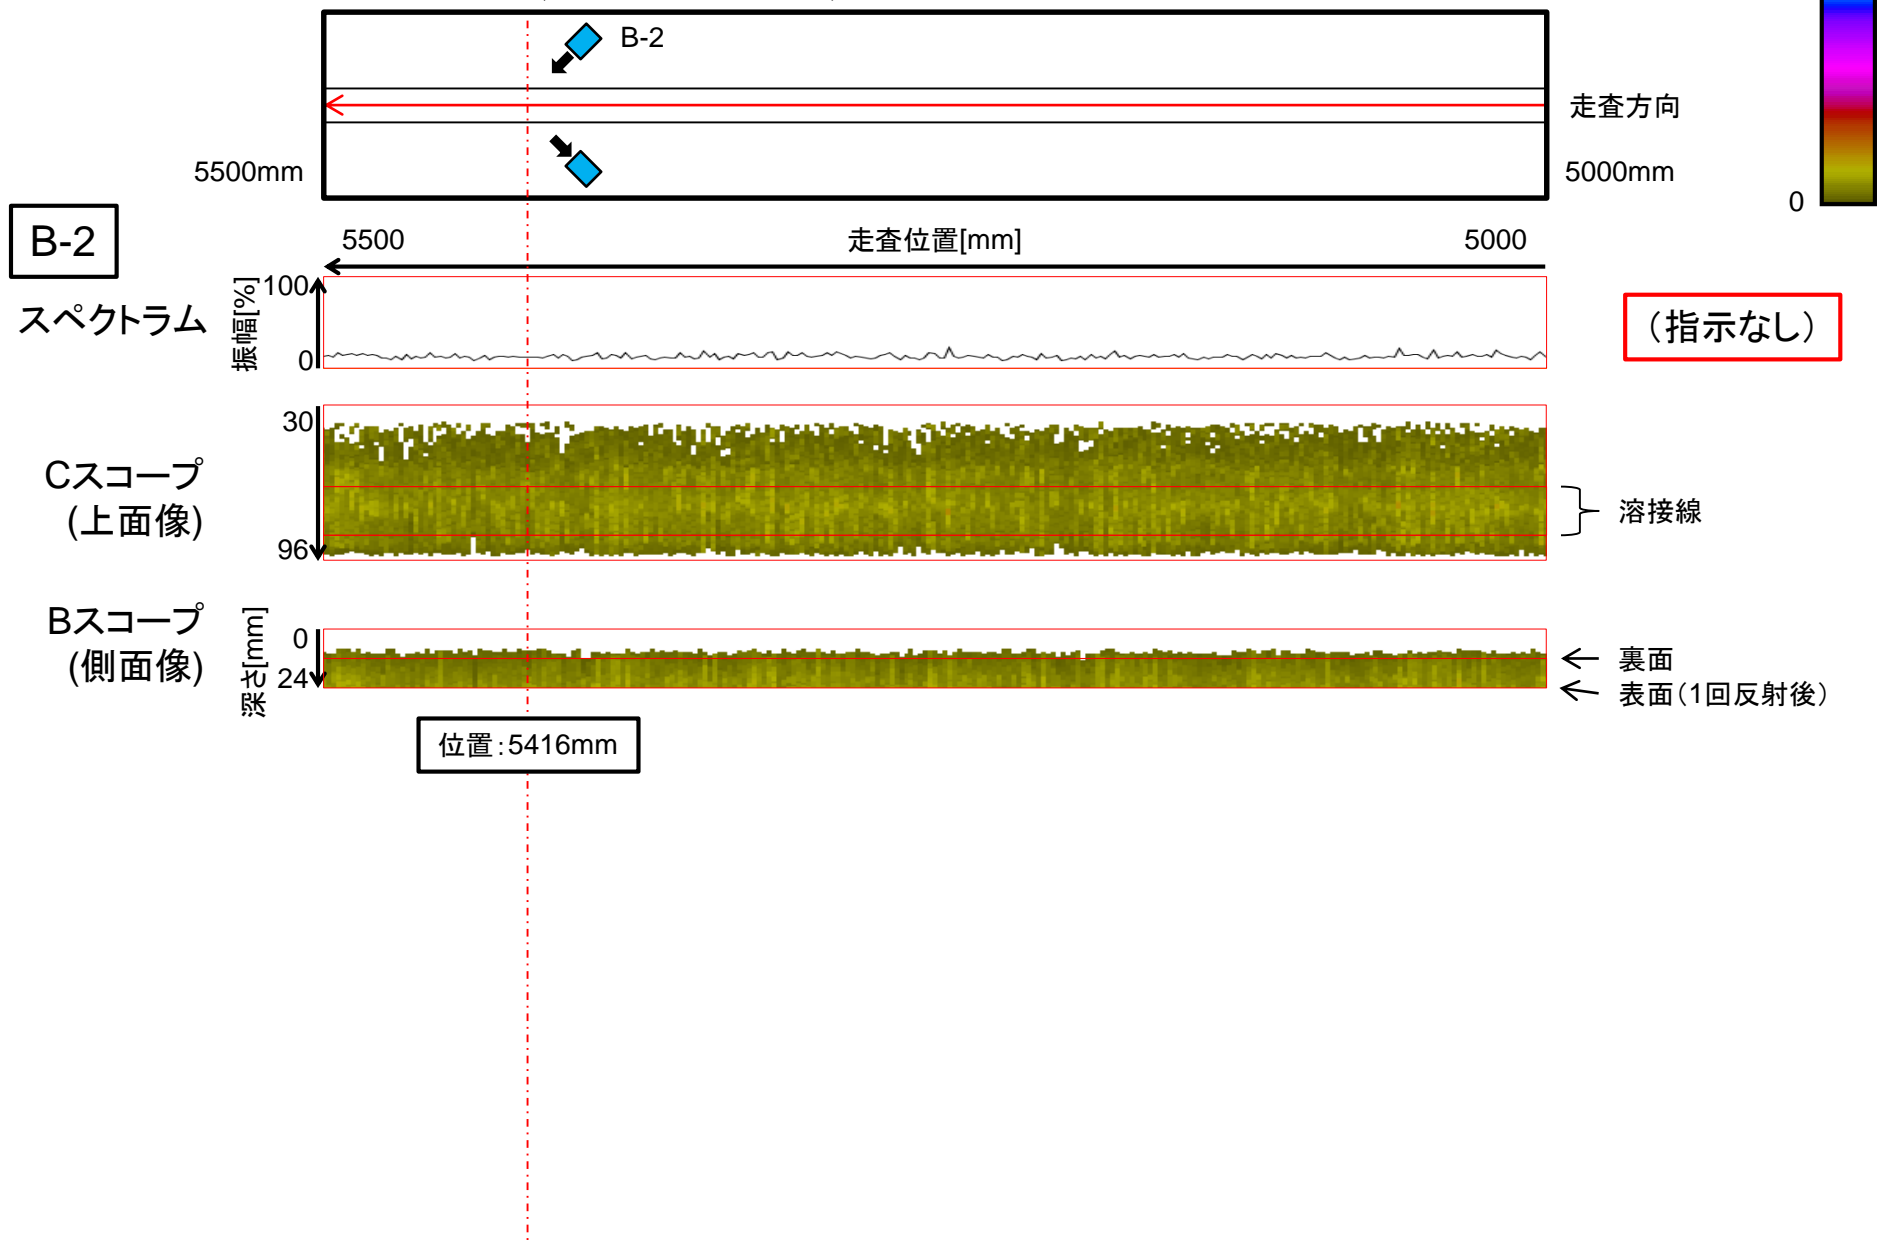 B-2
走査方向
5500mm
5000mm
0
B-2
5500
走査位置[mm]
5000
スペクトラム
振幅[%]
100
0
（指示なし）
Cスコープ
(上面像)
30
96
溶接線
Bスコープ
(側面像)
深さ[mm]
0
24
裏面
表面（1回反射後）
位置：5416mm